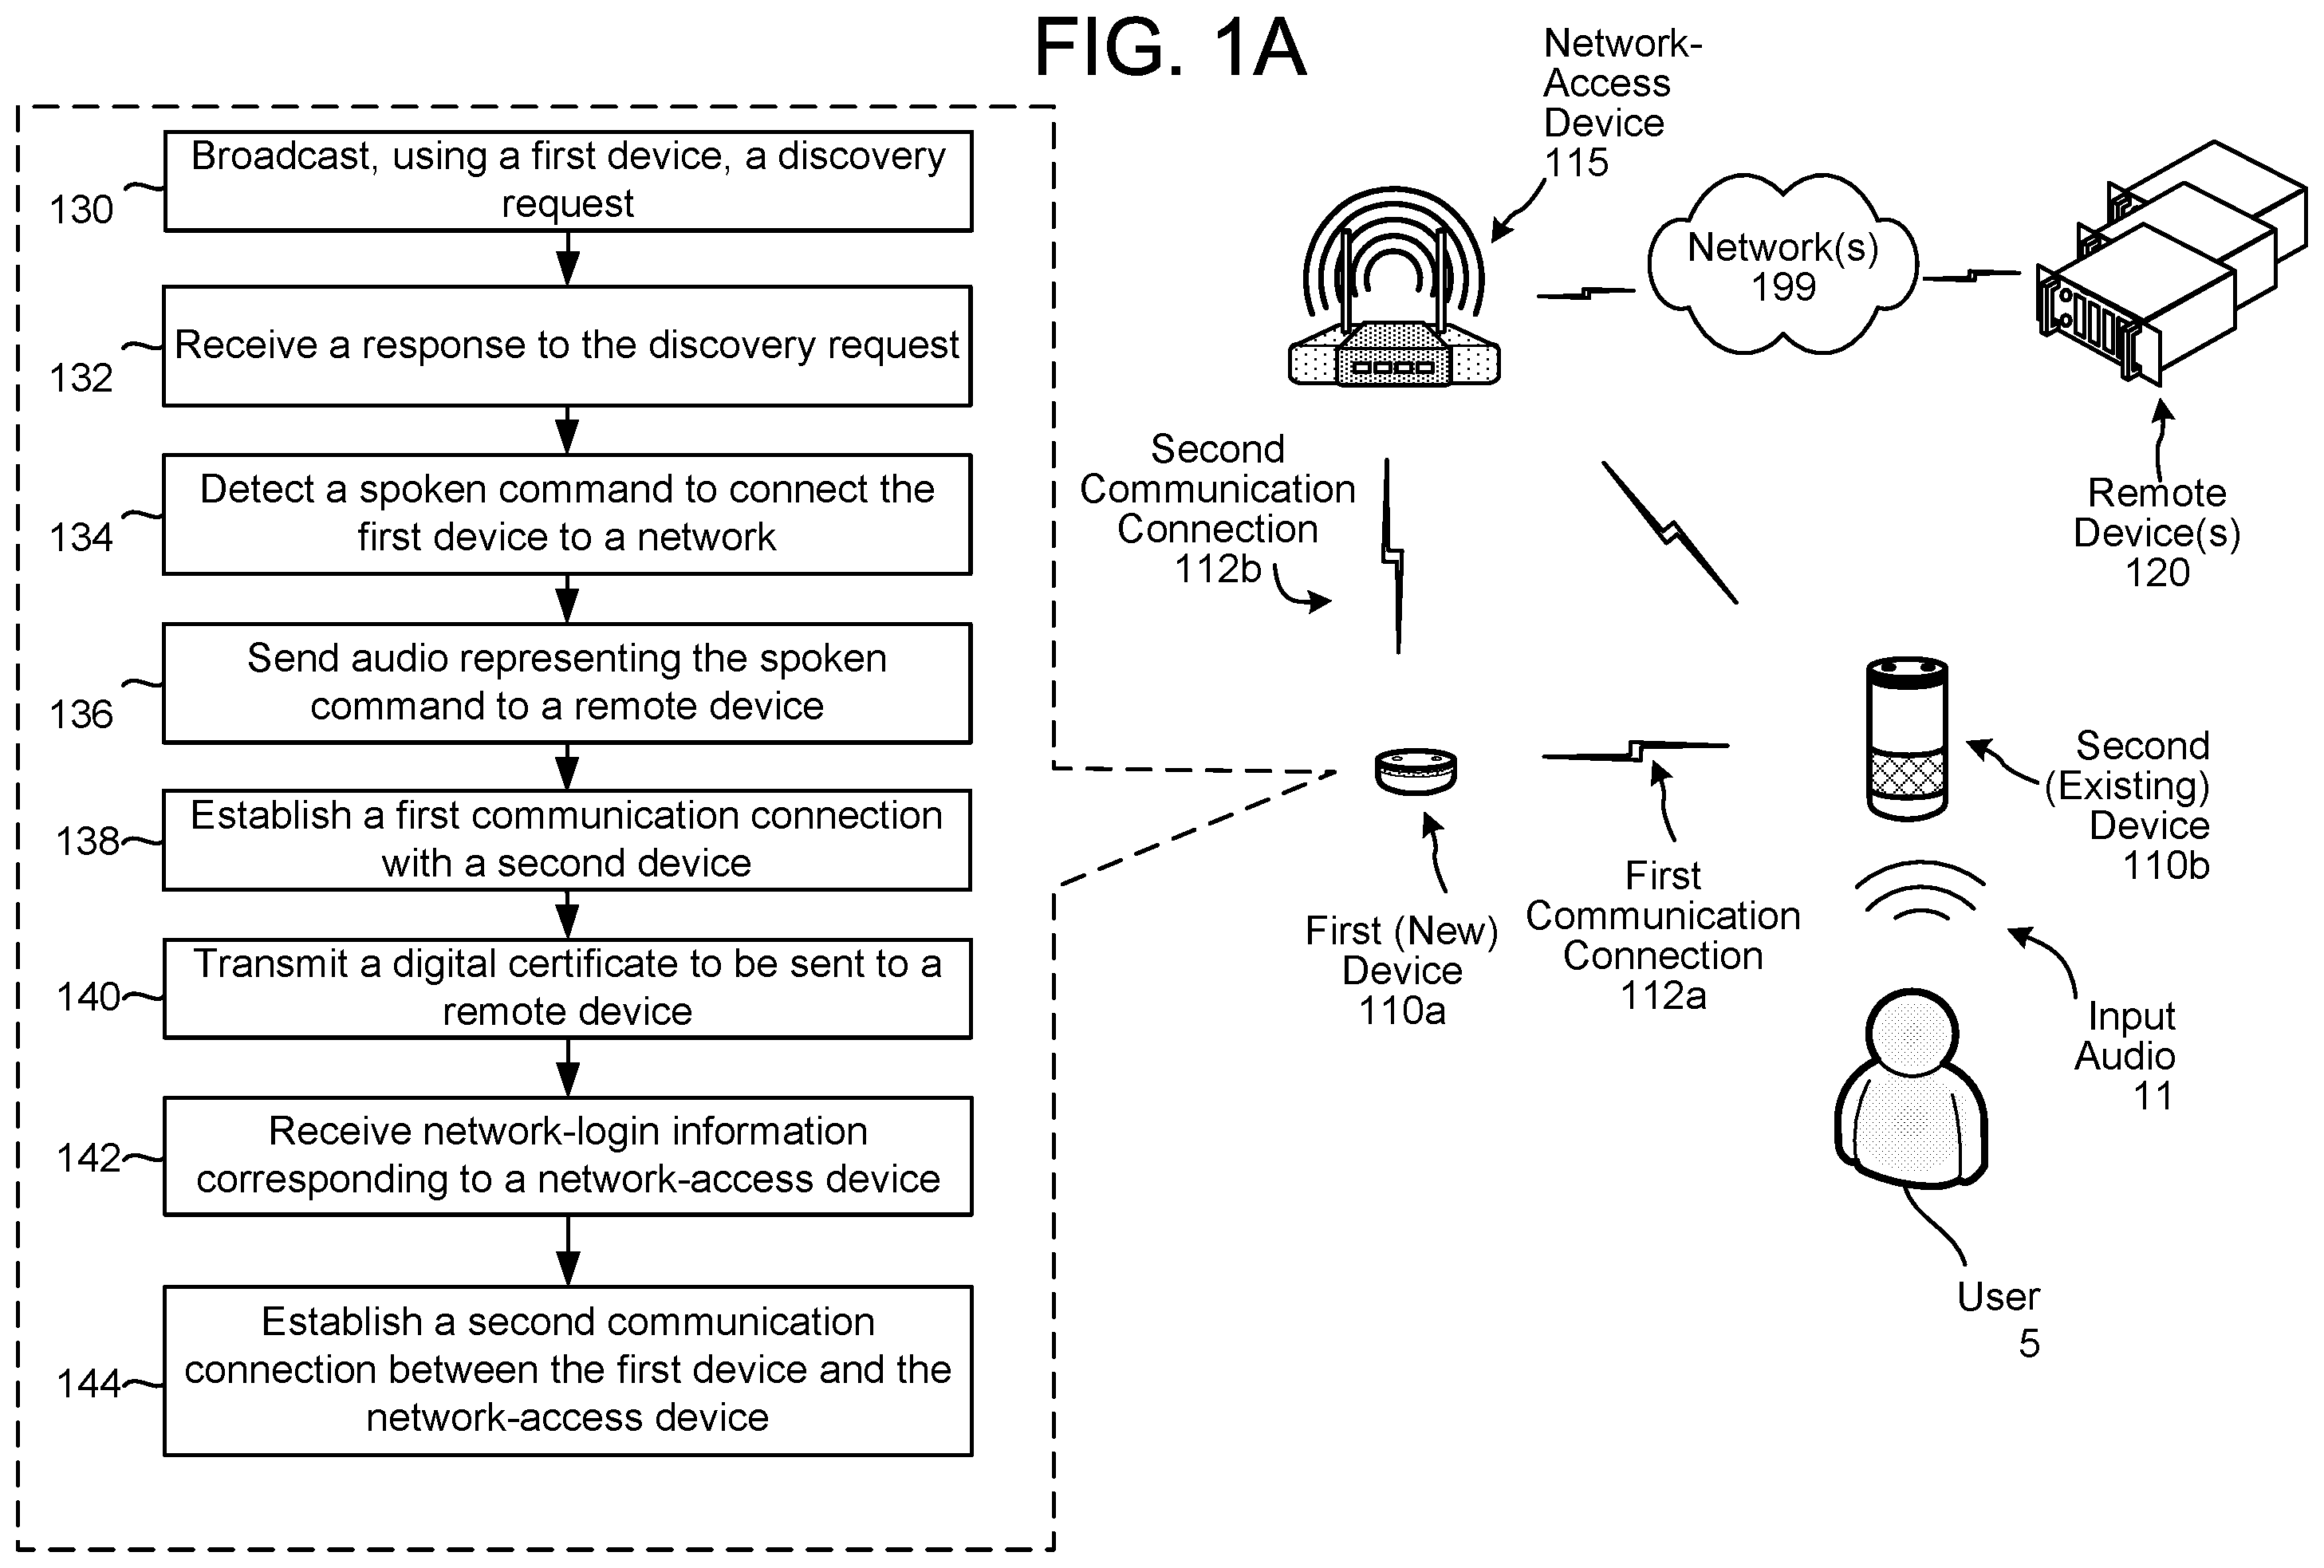 FIG. 1A
Broadcast, using a first device, a discovery
request
130
Receive a response to the discovery request
132
Detect a spoken command to connect the
first device to a network
134
Send audio representing the spoken
command to a remote device
136
Establish a first communication connection
with a second device
138
Transmit a digital certificate to be sent to a
remote device
140
Receive network-login information
corresponding to a network-access device
142
Establish a second communication
connection between the first device and the
network-access device
144
Network-
Access
Device
115
Network(s)
199
Remote
Device(s)
120
Second
Communication
Connection
112b
Second
(Existing)
Device
110b
First (New)
Device
110a
First
Communication
Connection
112a
Input
Audio
11
User
5